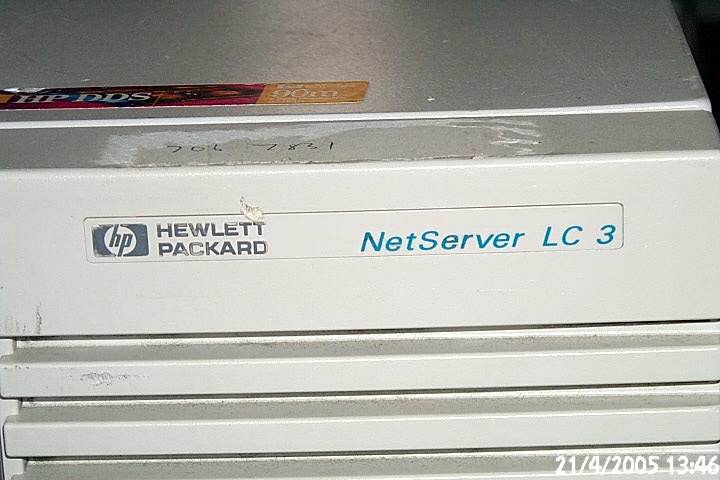 HP-DDS 90m
706 7831
hp HEWLETT PACKARD NetServer LC 3
21/4/2005 13:46